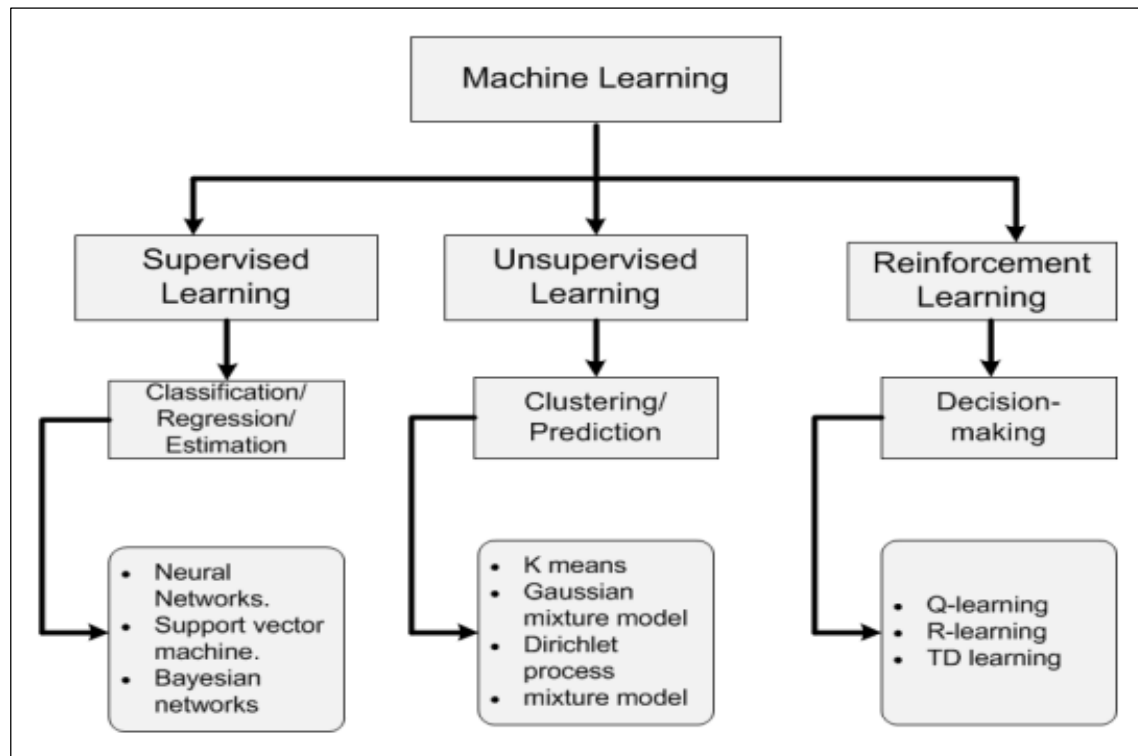 Machine Learning
Supervised
Learning
Unsupervised
Learning
Reinforcement
Learning
Classification/
Regression/
Estimation
Clustering/
Prediction
Decision-
making
• Neural
Networks.
• Support vector
machine.
• Bayesian
networks
• K means
• Gaussian
mixture model
• Dirichlet
process
• mixture model
• Q-learning
• R-learning
• TD learning